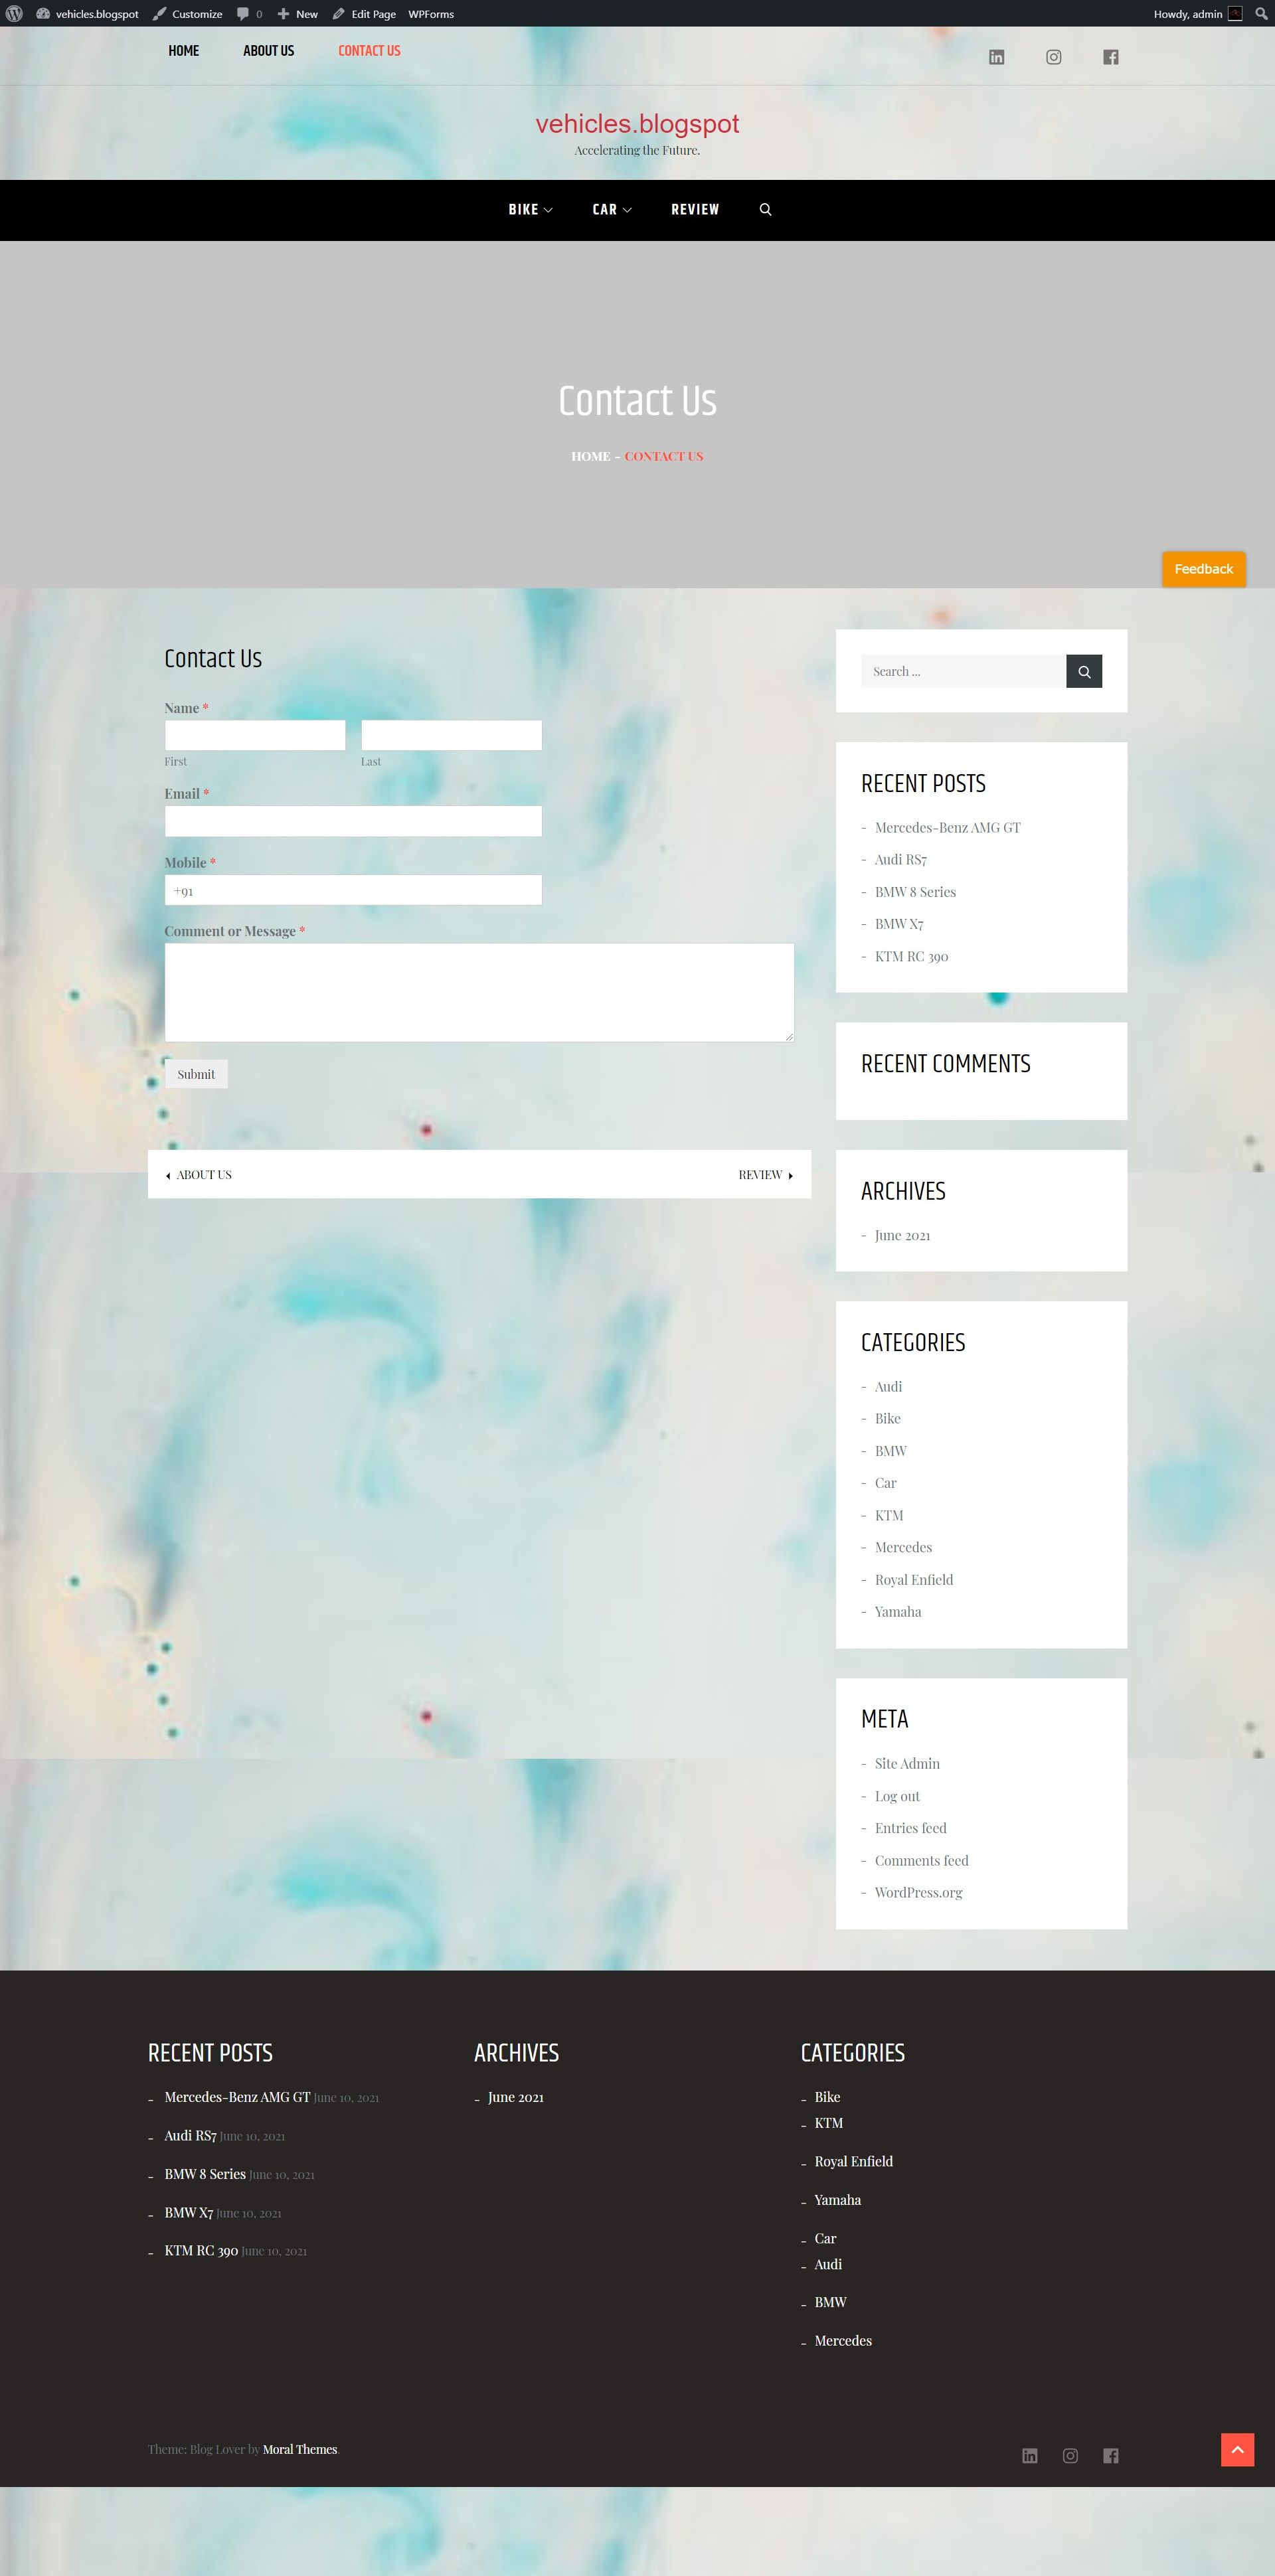 vehicles.blogspot Customize 0 New Edit Page WPForms Howdy, admin
HOME ABOUT US CONTACT US
vehicles.blogspot
Accelerating the Future.
BIKE CAR REVIEW
Contact Us
HOME - CONTACT US
Feedback
Contact Us
Name *
First Last
Email *
Mobile *
+91
Comment or Message *
Submit
ABOUT US REVIEW
Search ...
RECENT POSTS
- Mercedes-Benz AMG GT
- Audi RS7
- BMW 8 Series
- BMW X7
- KTM RC 390
RECENT COMMENTS
ARCHIVES
- June 2021
CATEGORIES
- Audi
- Bike
- BMW
- Car
- KTM
- Mercedes
- Royal Enfield
- Yamaha
META
- Site Admin
- Log out
- Entries feed
- Comments feed
- WordPress.org
RECENT POSTS
- Mercedes-Benz AMG GT June 10, 2021
- Audi RS7 June 10, 2021
- BMW 8 Series June 10, 2021
- BMW X7 June 10, 2021
- KTM RC 390 June 10, 2021
ARCHIVES
- June 2021
CATEGORIES
- Bike
- KTM
- Royal Enfield
- Yamaha
- Car
- Audi
- BMW
- Mercedes
Theme: Blog Lover by Moral Themes.